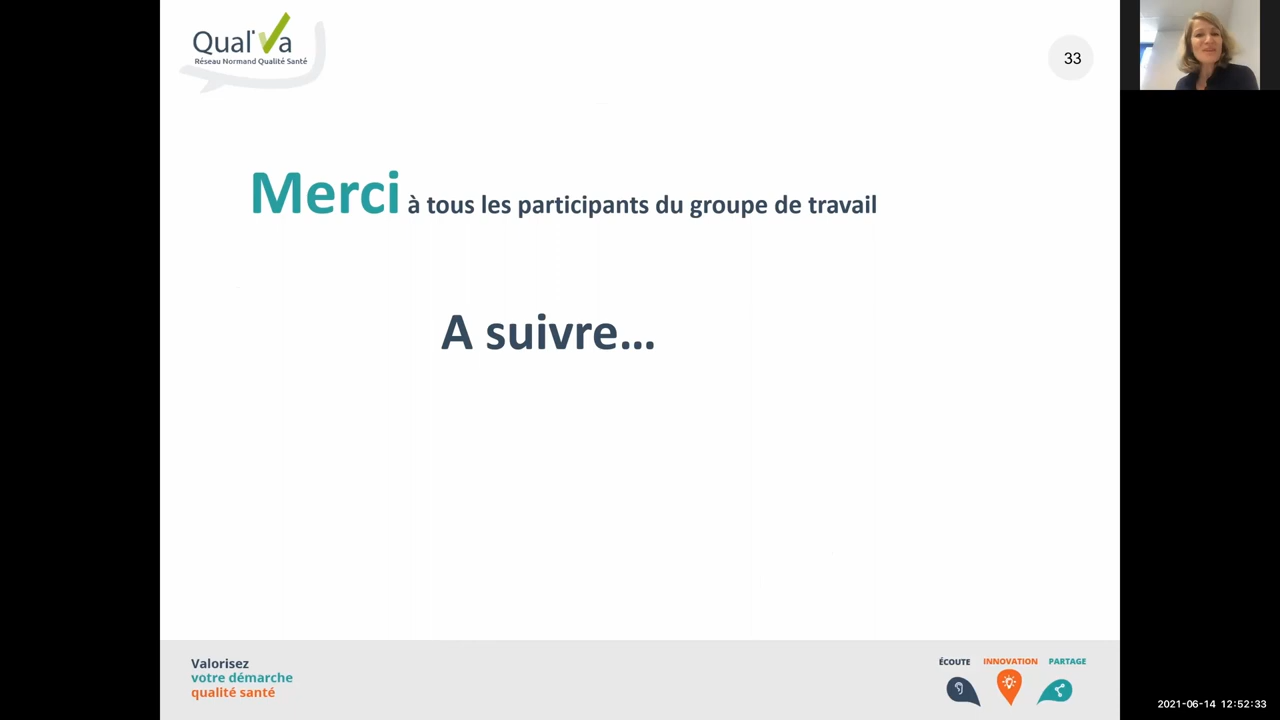 Qual'Va
Réseau Normand Qualité Santé
33
Merci à tous les participants du groupe de travail
A suivre...
Valorisez
votre démarche
qualité santé
ÉCOUTE INNOVATION PARTAGE
2021-06-14 12:52:33